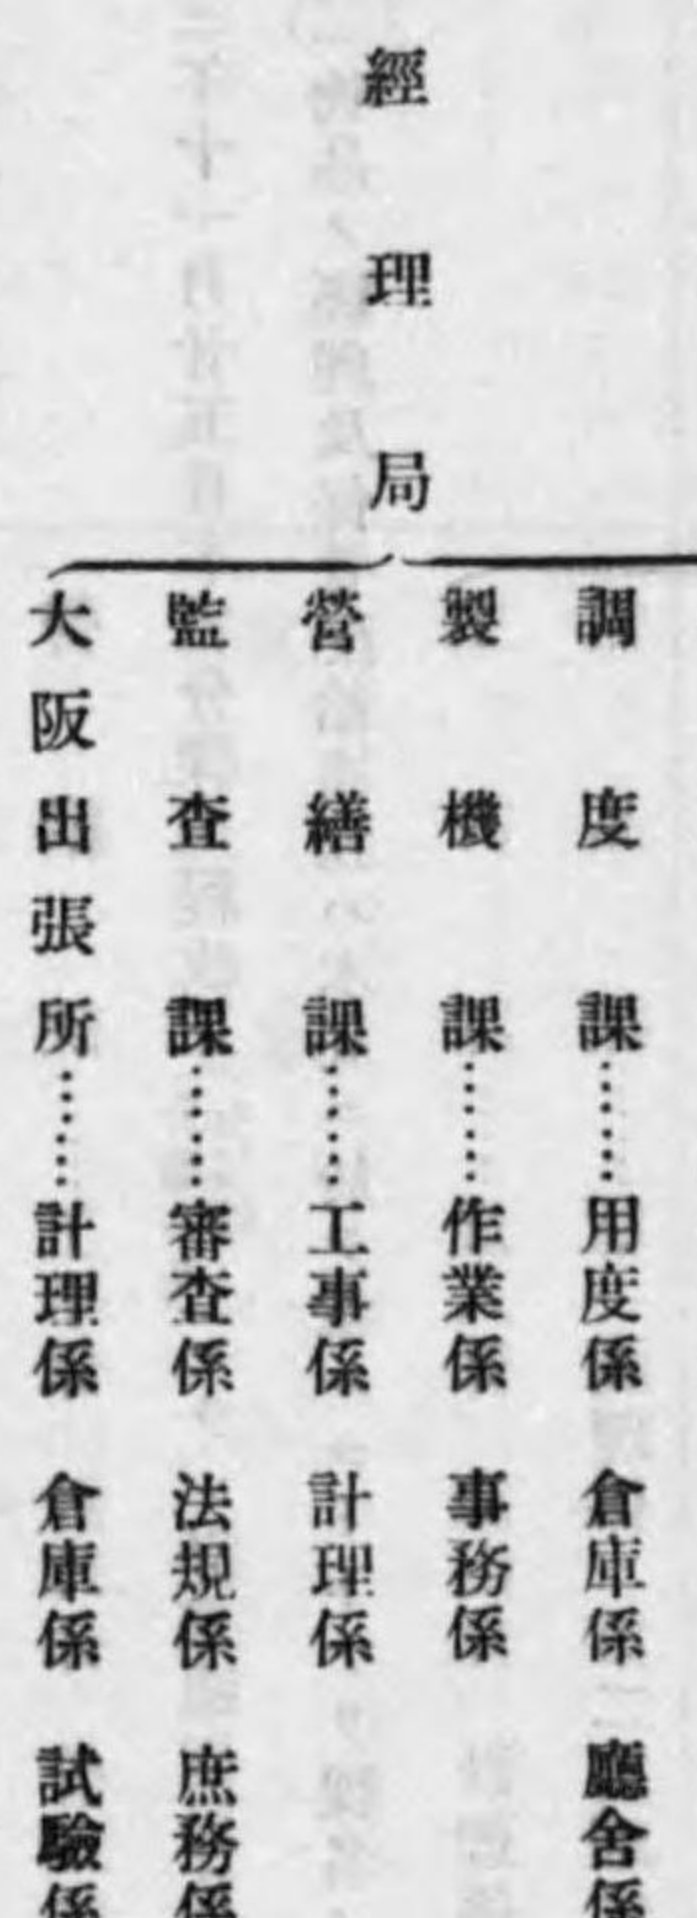 經理局
調度課……用度係 倉庫係 廳舍係
製機課……作業係 事務係
營繕課……工事係 計理係
監査課……審査係 法規係 庶務係
大阪出張所……計理係 倉庫係 試驗係